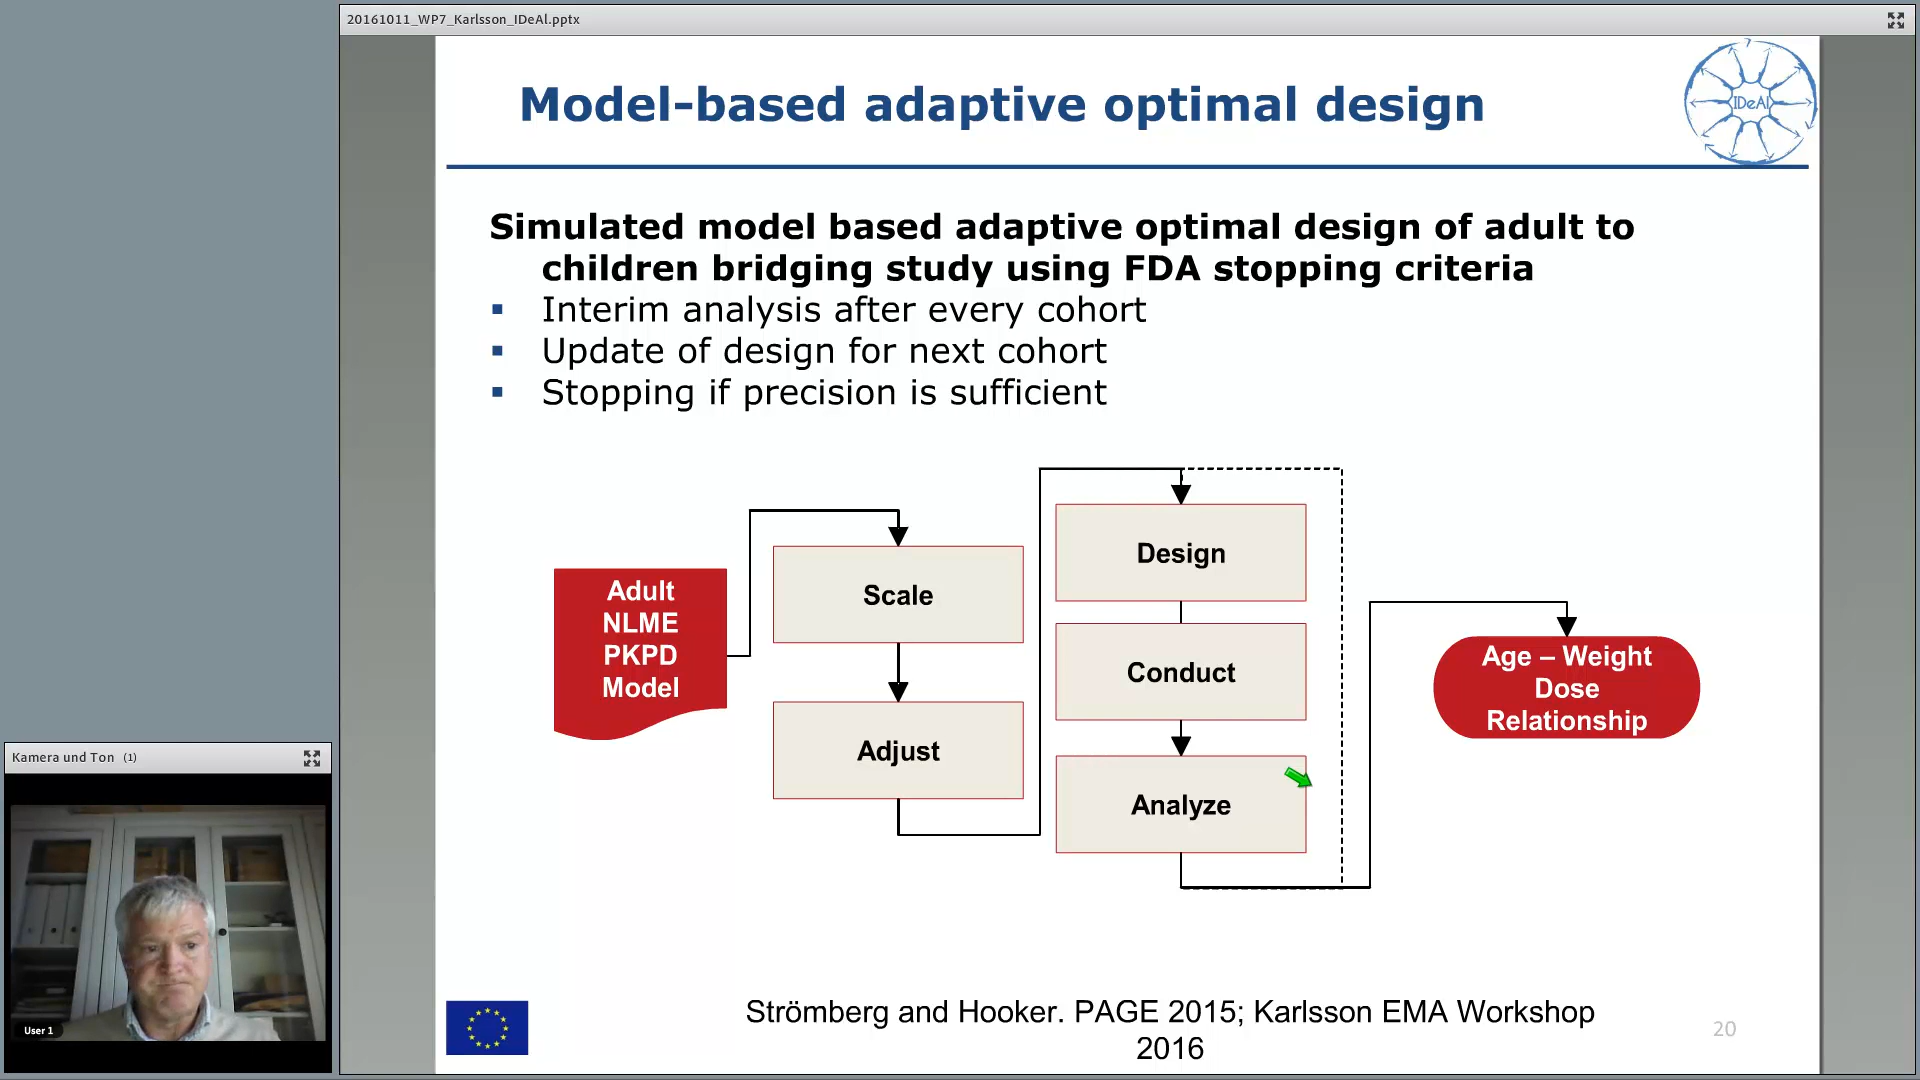 20161011_WP7_Karlsson_IDeAl.pptx
Model-based adaptive optimal design
IDeAl
Simulated model based adaptive optimal design of adult to
children bridging study using FDA stopping criteria
Interim analysis after every cohort
Update of design for next cohort
Stopping if precision is sufficient
Adult
NLME
PKPD
Model
Scale
Adjust
Design
Conduct
Analyze
Age – Weight
Dose
Relationship
Kamera und Ton (1)
User 1
Strömberg and Hooker. PAGE 2015; Karlsson EMA Workshop
2016
20